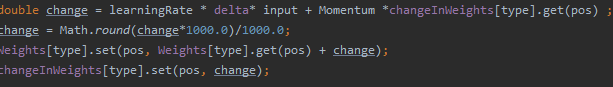 double change = learningRate * delta* input + Momentum *changeInWeights[type].get(pos) ;
change = Math.round(change*1000.0)/1000.0;
Weights[type].set(pos, Weights[type].get(pos) + change);
changeInWeights[type].set(pos, change);